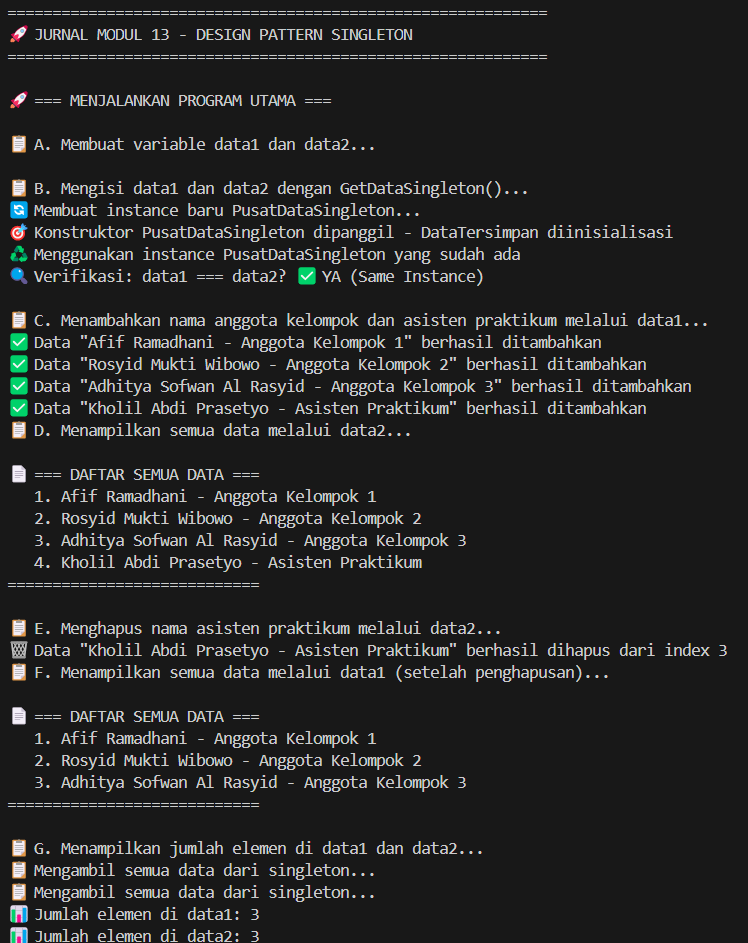 ============================================================
🚀 JURNAL MODUL 13 - DESIGN PATTERN SINGLETON
============================================================
🚀 === MENJALANKAN PROGRAM UTAMA ===
📋 A. Membuat variable data1 dan data2...
📋 B. Mengisi data1 dan data2 dengan GetDataSingleton()...
🔄 Membuat instance baru PusatDataSingleton...
🎯 Konstruktor PusatDataSingleton dipanggil - DataTersimpan diinisialisasi
♻️ Menggunakan instance PusatDataSingleton yang sudah ada
🔍 Verifikasi: data1 === data2? ✅ YA (Same Instance)
📋 C. Menambahkan nama anggota kelompok dan asisten praktikum melalui data1...
✅ Data "Afif Ramadhani - Anggota Kelompok 1" berhasil ditambahkan
✅ Data "Rosyid Mukti Wibowo - Anggota Kelompok 2" berhasil ditambahkan
✅ Data "Adhitya Sofwan Al Rasyid - Anggota Kelompok 3" berhasil ditambahkan
✅ Data "Kholil Abdi Prasetyo - Asisten Praktikum" berhasil ditambahkan
📋 D. Menampilkan semua data melalui data2...
📄 === DAFTAR SEMUA DATA ===
1. Afif Ramadhani - Anggota Kelompok 1
2. Rosyid Mukti Wibowo - Anggota Kelompok 2
3. Adhitya Sofwan Al Rasyid - Anggota Kelompok 3
4. Kholil Abdi Prasetyo - Asisten Praktikum
============================
📋 E. Menghapus nama asisten praktikum melalui data2...
🗑️ Data "Kholil Abdi Prasetyo - Asisten Praktikum" berhasil dihapus dari index 3
📋 F. Menampilkan semua data melalui data1 (setelah penghapusan)...
📄 === DAFTAR SEMUA DATA ===
1. Afif Ramadhani - Anggota Kelompok 1
2. Rosyid Mukti Wibowo - Anggota Kelompok 2
3. Adhitya Sofwan Al Rasyid - Anggota Kelompok 3
============================
📋 G. Menampilkan jumlah elemen di data1 dan data2...
📋 Mengambil semua data dari singleton...
📋 Mengambil semua data dari singleton...
📊 Jumlah elemen di data1: 3
📊 Jumlah elemen di data2: 3